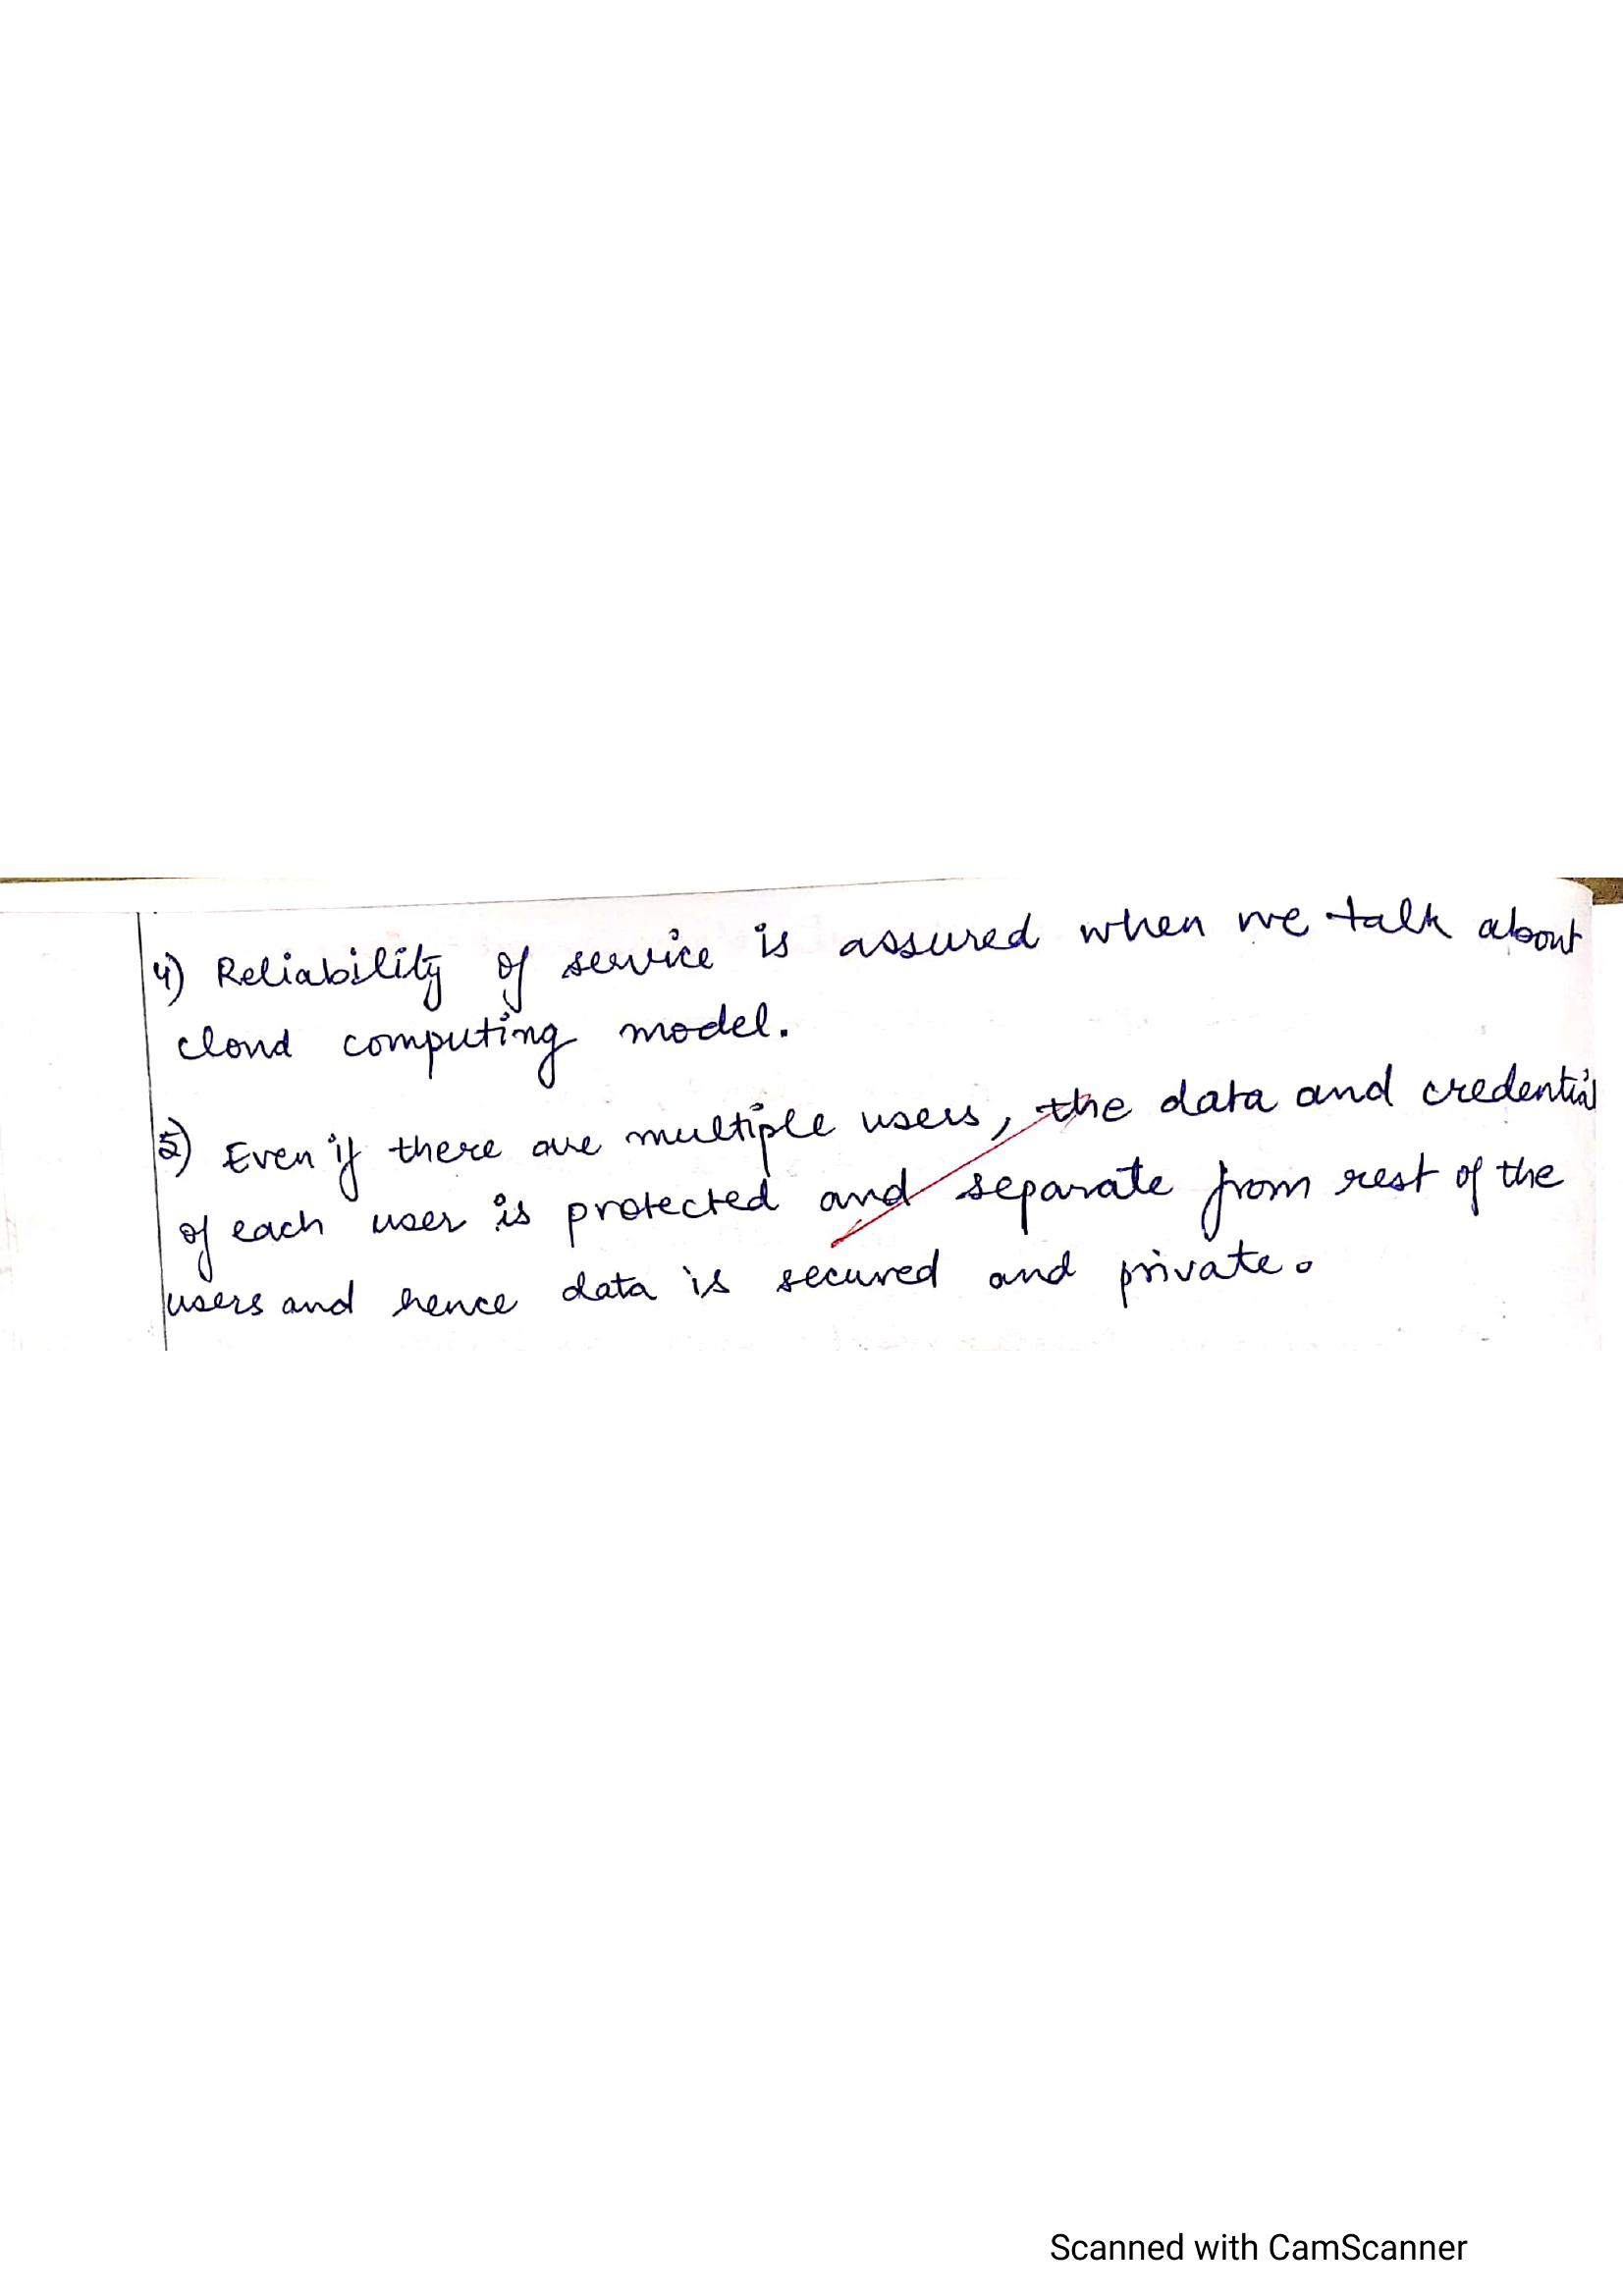 4) Reliability of service is assured when we talk about
cloud computing model.
5) Even if there are multiple users, the data and credential
of each user is protected and separate from rest of the
users and hence data is secured and private.
Scanned with CamScanner